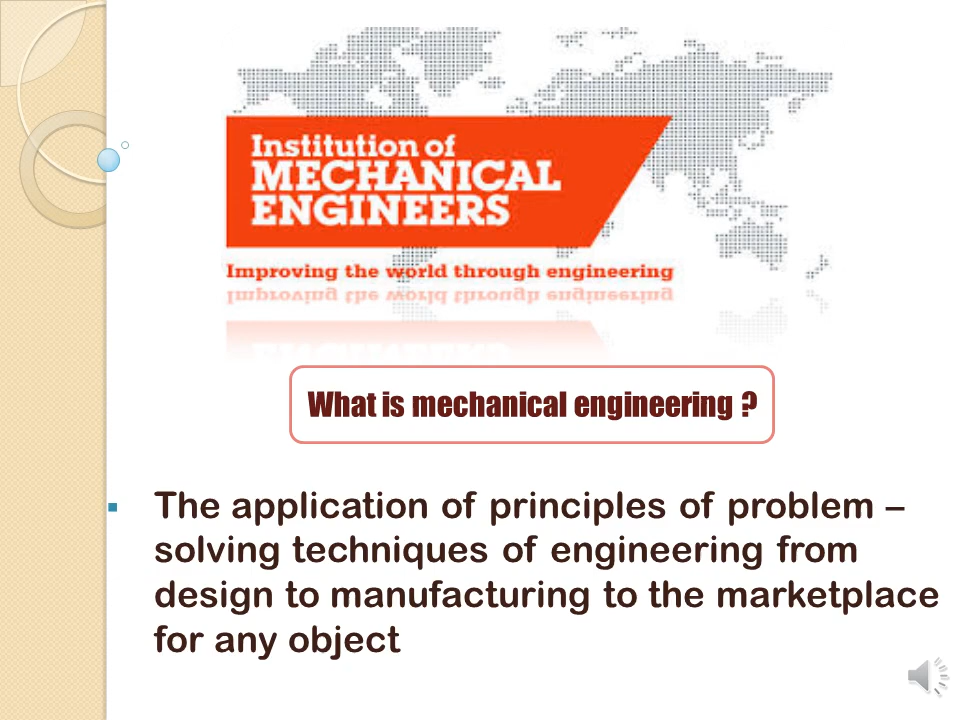 Institution of
MECHANICAL
ENGINEERS
Improving the world through engineering
What is mechanical engineering ?
▪ The application of principles of problem –
solving techniques of engineering from
design to manufacturing to the marketplace
for any object